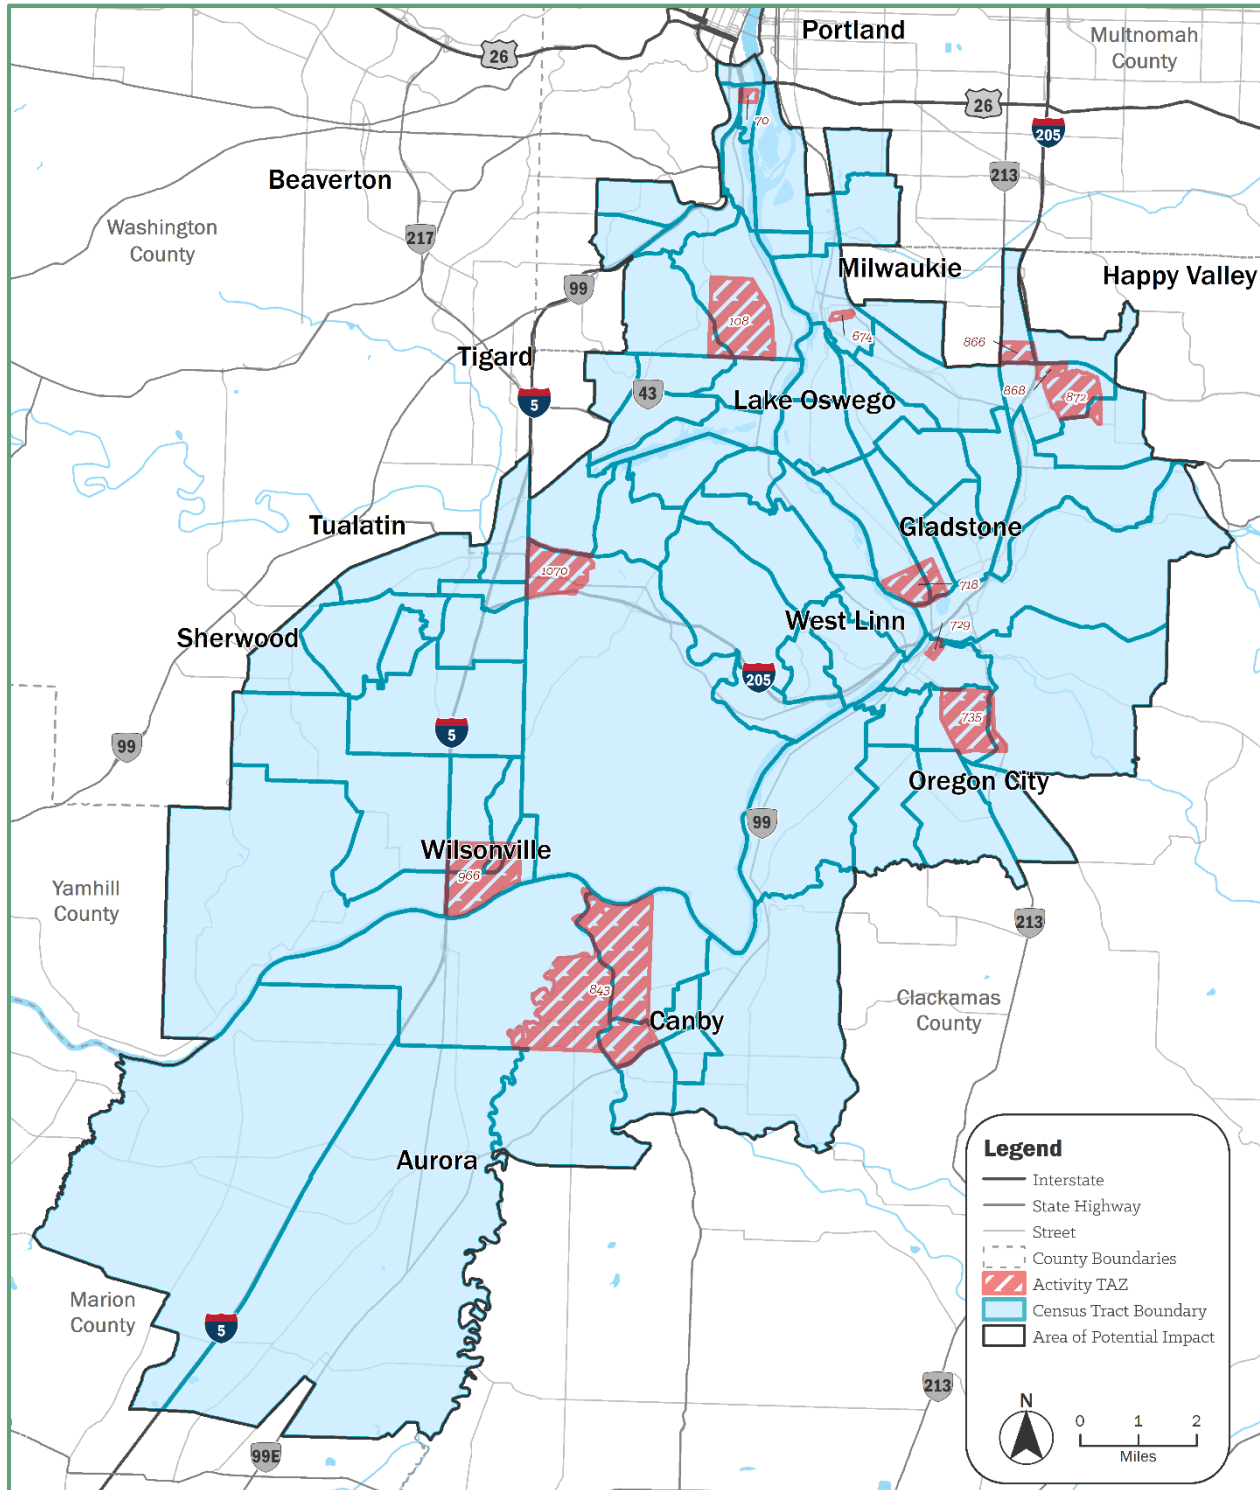 Portland
Multnomah
County
26
26
70
205
213
Beaverton
Washington
County
217
Milwaukie
Happy Valley
99
108
674
866
Tigard
43
5
Lake Oswego
868
872
Tualatin
Gladstone
1070
718
Sherwood
West Linn
729
205
5
735
99
Oregon City
99
Wilsonville
966
Yamhill
County
213
843
Clackamas
County
Canby
Aurora
Marion
County
5
213
99E
Legend
Interstate
State Highway
Street
County Boundaries
Activity TAZ
Census Tract Boundary
Area of Potential Impact
N
0 1 2
Miles